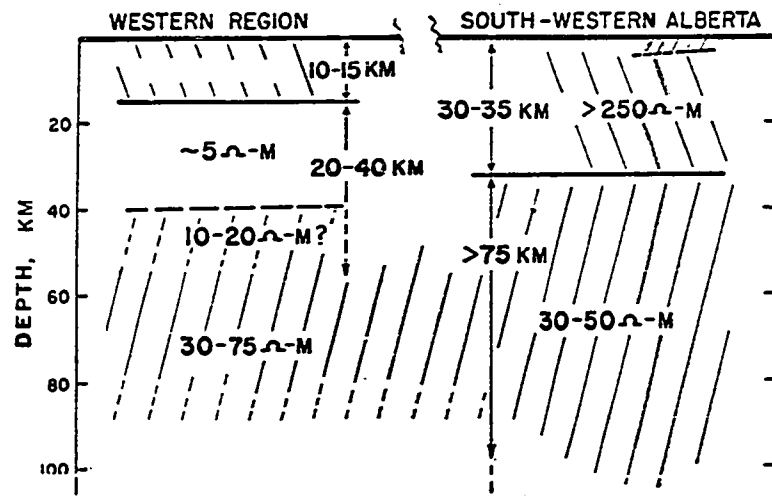 WESTERN REGION
SOUTH-WESTERN ALBERTA
10-15 KM
30-35 KM
>250Ω-M
20
~5Ω-M
20-40 KM
40
10-20Ω-M?
>75 KM
60
30-75Ω-M
30-50Ω-M
80
100
DEPTH, KM